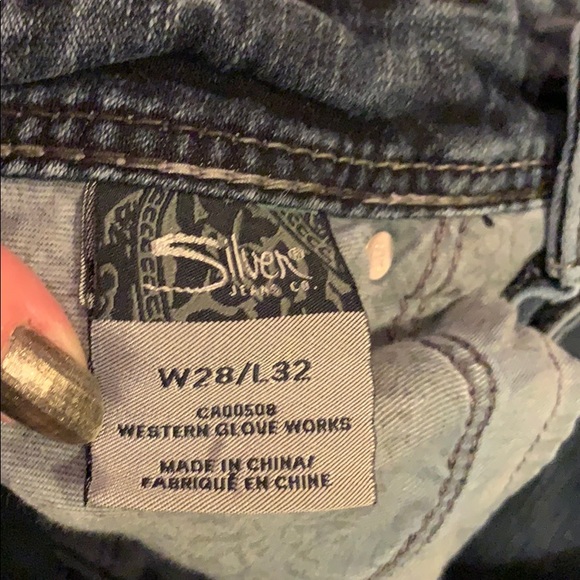 Silver®
JEANS CO.
W28/L32
CA00508
WESTERN GLOVE WORKS
MADE IN CHINA/
FABRIQUÉ EN CHINE